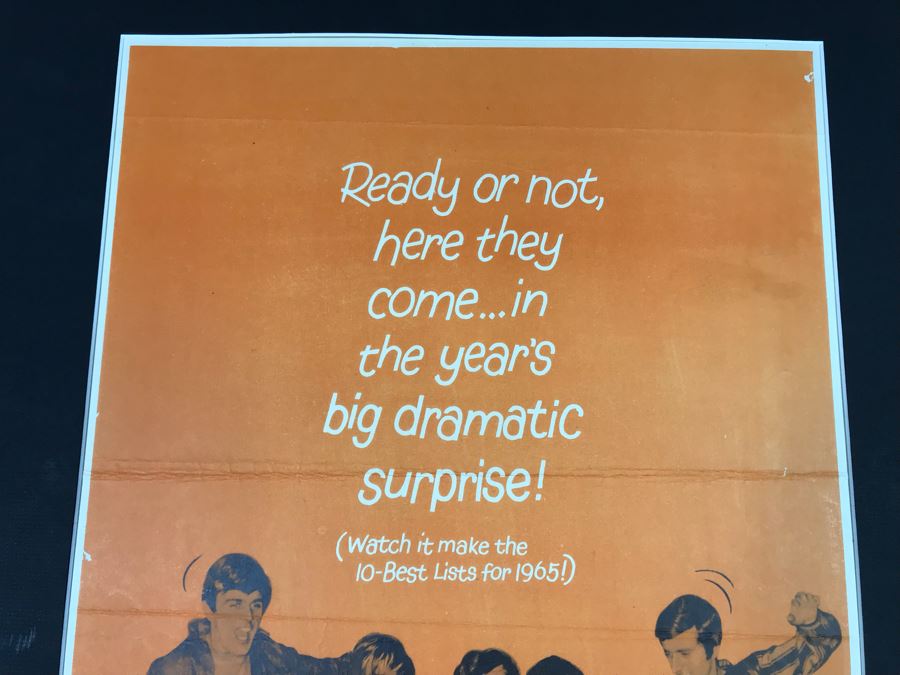 Ready or not,
here they
come...in
the year's
big dramatic
surprise!
(Watch it make the
10-Best Lists for 1965!)